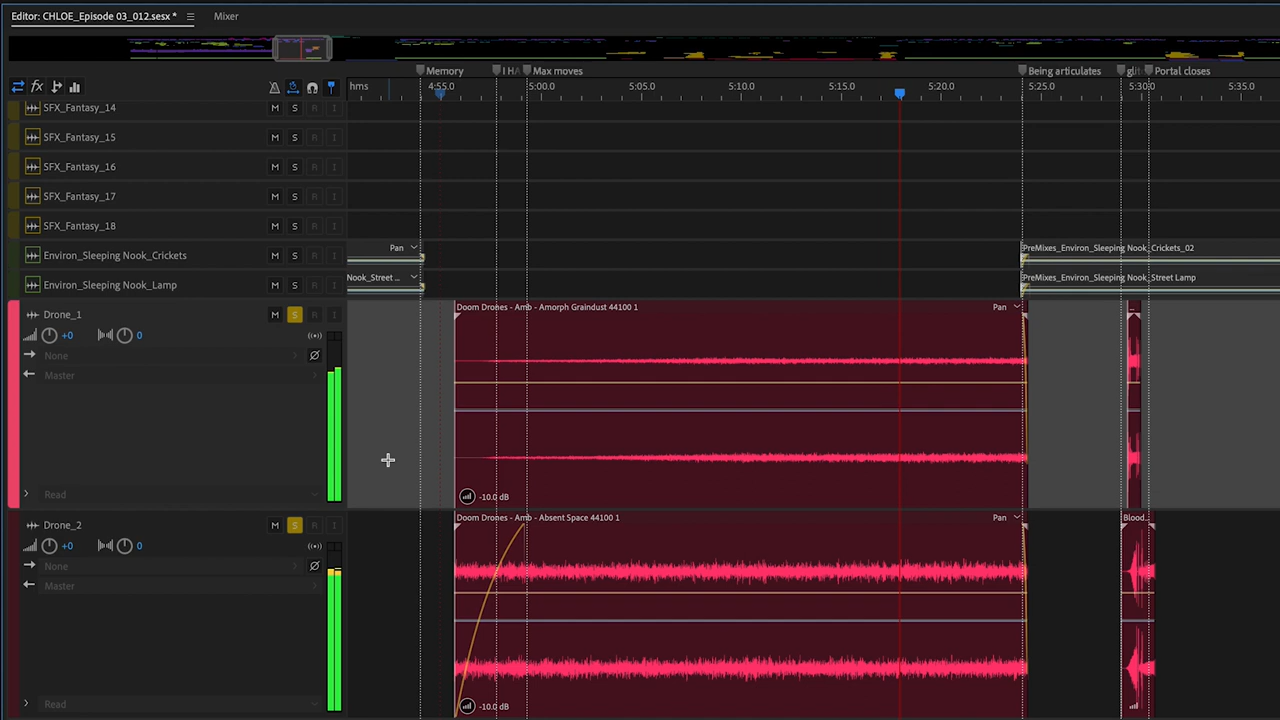 Editor: CHLOE_Episode 03_012.sesx *
Mixer
fx
Memory
I HA
Max moves
Being articulates
glit
Portal closes
hms
4:55.0
5:00.0
5:05.0
5:10.0
5:15.0
5:20.0
5:25.0
5:30.0
5:35.0
SFX_Fantasy_14
M S R I
SFX_Fantasy_15
M S R I
SFX_Fantasy_16
M S R I
SFX_Fantasy_17
M S R I
SFX_Fantasy_18
M S R I
Environ_Sleeping Nook_Crickets
M S R I
Pan
PreMixes_Environ_Sleeping Nook_Crickets_02
Environ_Sleeping Nook_Lamp
M S R I
Nook_Street ...
PreMixes_Environ_Sleeping Nook_Street Lamp
Drone_1
M S R I
Doom Drones - Amb - Amorph Graindust 44100 1
Pan
+0
0
None
Master
Read
-10.0 dB
Drone_2
M S R I
Doom Drones - Amb - Absent Space 44100 1
Pan
Blood..
+0
0
None
Master
Read
-10.0 dB